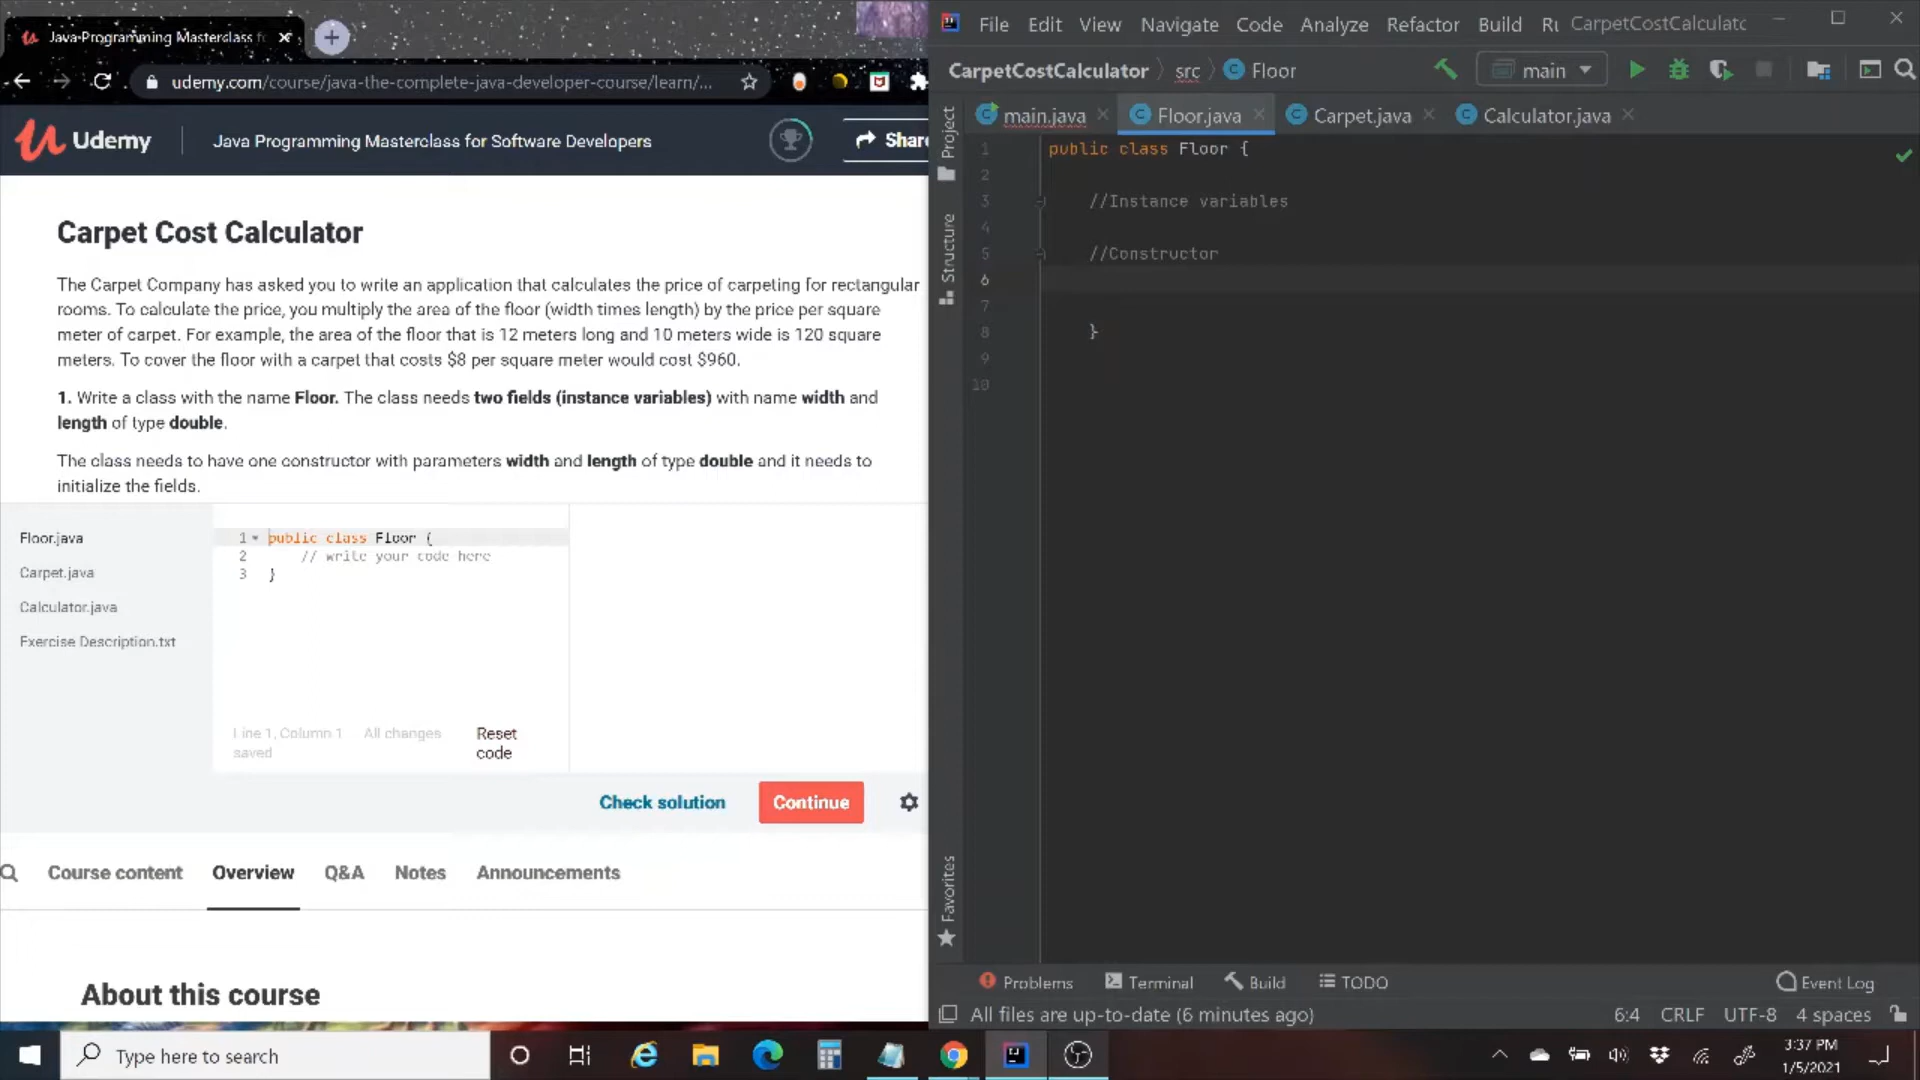 Java Programming Masterclass fo
udemy.com/course/java-the-complete-java-developer-course/learn/...
Udemy
Java Programming Masterclass for Software Developers
Share
Carpet Cost Calculator
The Carpet Company has asked you to write an application that calculates the price of carpeting for rectangular
rooms. To calculate the price, you multiply the area of the floor (width times length) by the price per square
meter of carpet. For example, the area of the floor that is 12 meters long and 10 meters wide is 120 square
meters. To cover the floor with a carpet that costs $8 per square meter would cost $960.
1. Write a class with the name Floor. The class needs two fields (instance variables) with name width and
length of type double.
The class needs to have one constructor with parameters width and length of type double and it needs to
initialize the fields.
Floor.java
Carpet.java
Calculator.java
Exercise Description.txt
1 public class Floor {
2 // write your code here
3 }
Line 1, Column 1 All changes
saved
Reset
code
Check solution
Continue
Course content Overview Q&A Notes Announcements
About this course
File Edit View Navigate Code Analyze Refactor Build Ru CarpetCostCalculatc
CarpetCostCalculator src Floor
main
main.java Floor.java Carpet.java Calculator.java
Project
Structure
Favorites
1 public class Floor {
2
3 //Instance variables
4
5 //Constructor
6
7
8 }
9
10
Problems Terminal Build TODO Event Log
All files are up-to-date (6 minutes ago) 6:4 CRLF UTF-8 4 spaces
Type here to search
3:37 PM
1/5/2021